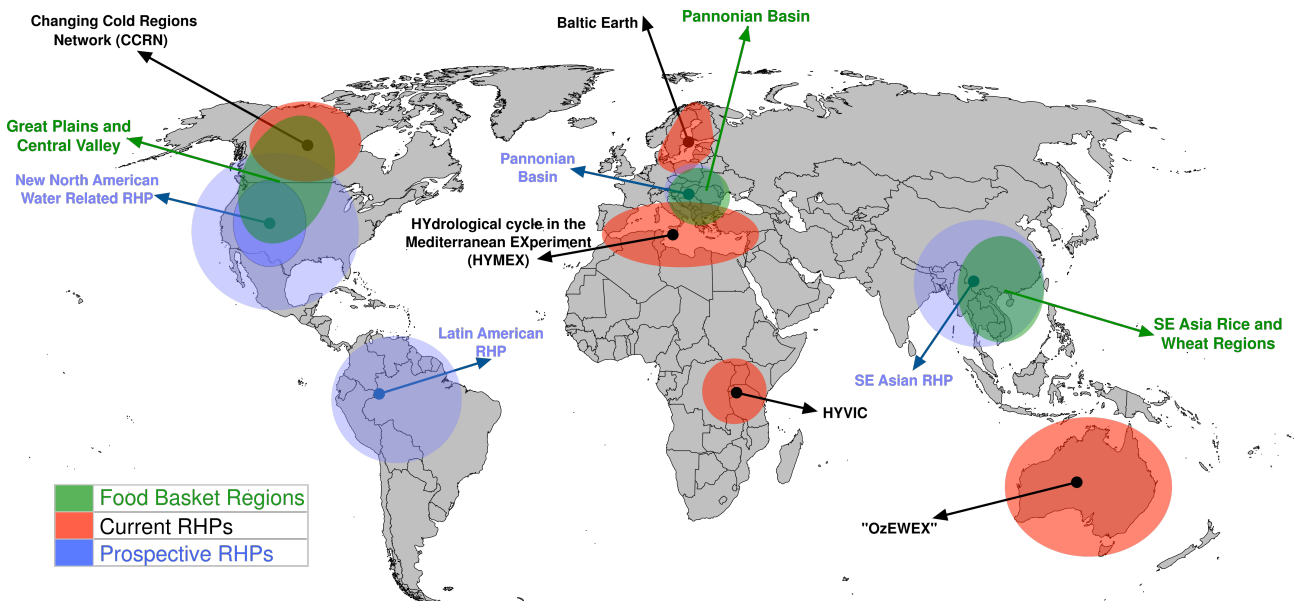 Changing Cold Regions
Network (CCRN)
Baltic Earth
Pannonian Basin
Great Plains and
Central Valley
New North American
Water Related RHP
Pannonian
Basin
HYdrological cycle in the
Mediterranean EXperiment
(HYMEX)
Latin American
RHP
SE Asia Rice and
Wheat Regions
SE Asian RHP
HYVIC
"OzEWEX"
Food Basket Regions
Current RHPs
Prospective RHPs